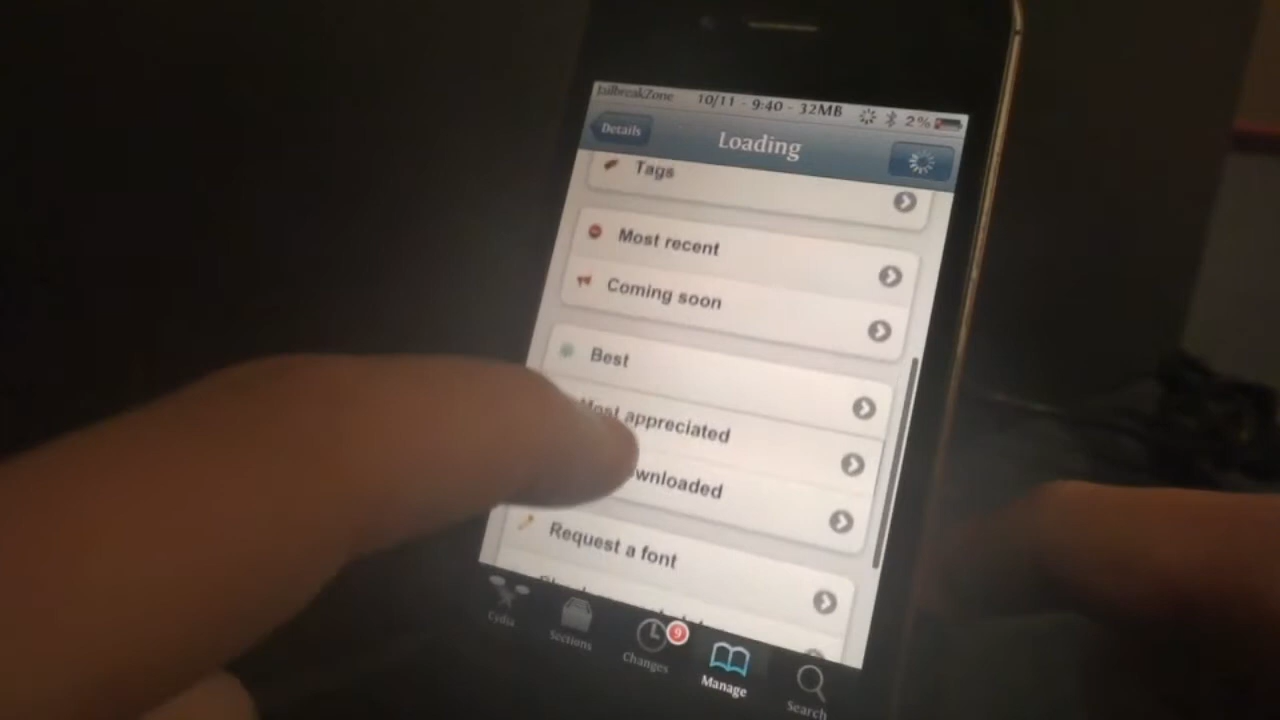 JailbreakZone 10/11 - 9:40 - 32MB 2%
Details Loading
Tags
Most recent
Coming soon
Best
Most appreciated
Request a font
Cydia Sections Changes 9 Manage Search